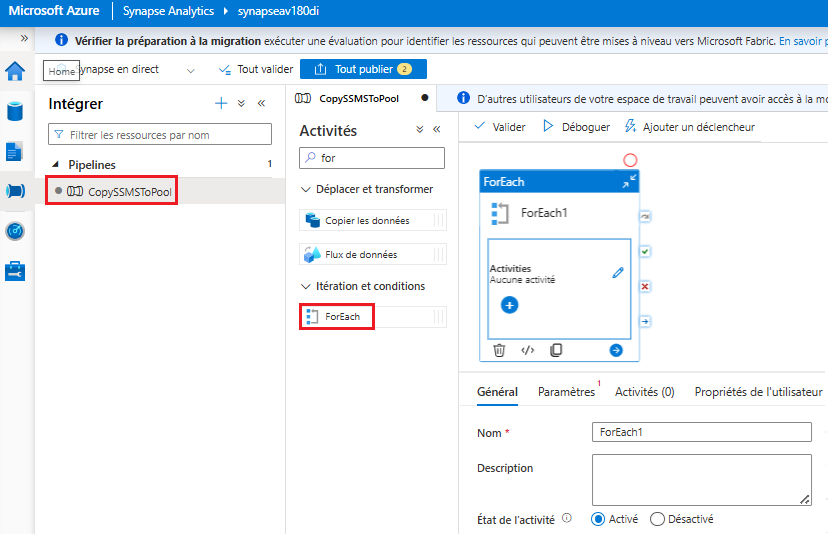 Microsoft Azure Synapse Analytics synapseav180di
Vérifier la préparation à la migration exécuter une évaluation pour identifier les ressources qui peuvent être mises à niveau vers Microsoft Fabric. En savoir p
Home ynapse en direct Tout valider Tout publier 2
Intégrer
Filtrer les ressources par nom
Pipelines 1
CopySSMSToPool
CopySSMSToPool
D'autres utilisateurs de votre espace de travail peuvent avoir accès à la mo
Activités
for
Déplacer et transformer
Copier les données
Flux de données
Itération et conditions
ForEach
Valider Déboguer Ajouter un déclencheur
ForEach
ForEach1
Activities
Aucune activité
Général Paramètres 1 Activités (0) Propriétés de l'utilisateur
Nom * ForEach1
Description
État de l'activité Activé Désactivé